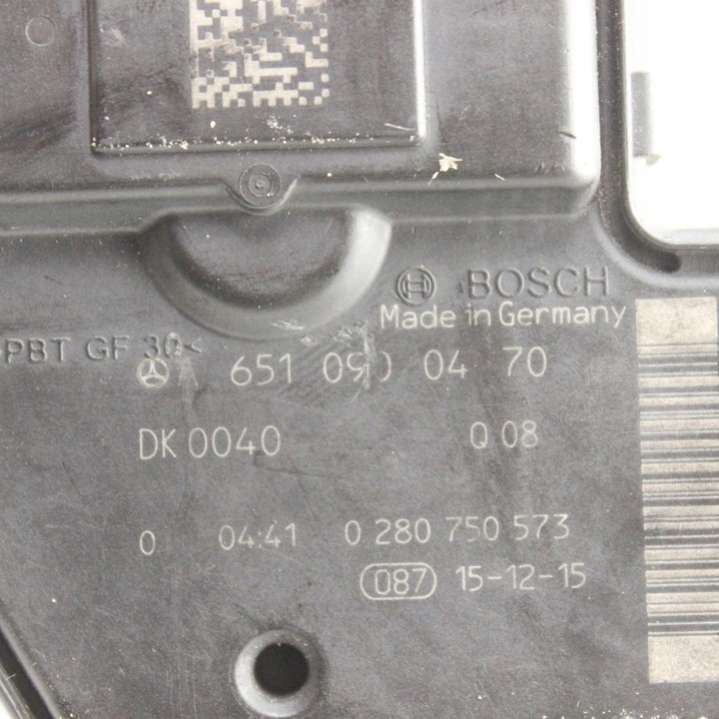 BOSCH
Made in Germany
PBT GF 30<
651 090 04 70
DK 0040 Q 08
0 04:41 0 280 750 573
087 15-12-15